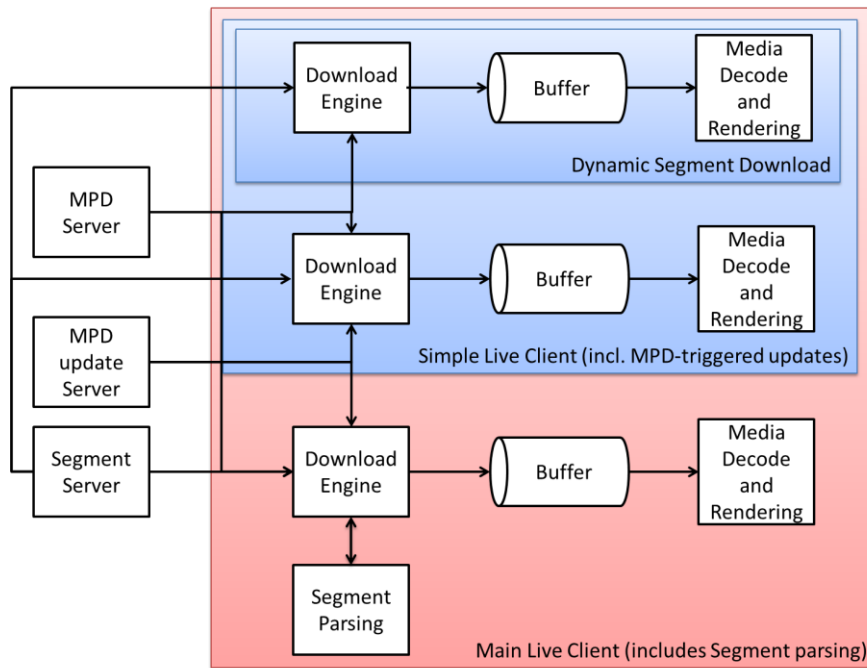 Download
Engine
Buffer
Media
Decode
and
Rendering
Dynamic Segment Download
MPD
Server
Download
Engine
Buffer
Media
Decode
and
Rendering
MPD
update
Server
Simple Live Client (incl. MPD-triggered updates)
Segment
Server
Download
Engine
Buffer
Media
Decode
and
Rendering
Segment
Parsing
Main Live Client (includes Segment parsing)